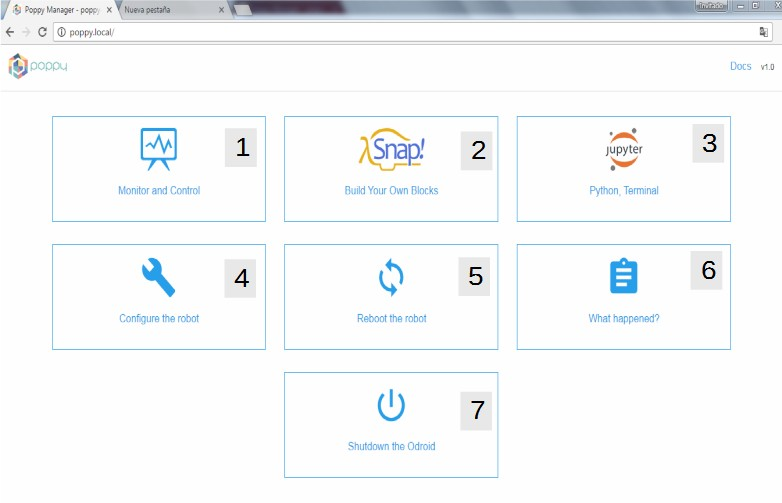 Poppy Manager - poppy
Nueva pestaña
Invitado
poppy.local/
poppy
Docs
v1.0
1
λSnap!
Build Your Own Blocks
2
Monitor and Control
jupyter
3
Python, Terminal
4
Configure the robot
5
Reboot the robot
6
What happened?
7
Shutdown the Odroid